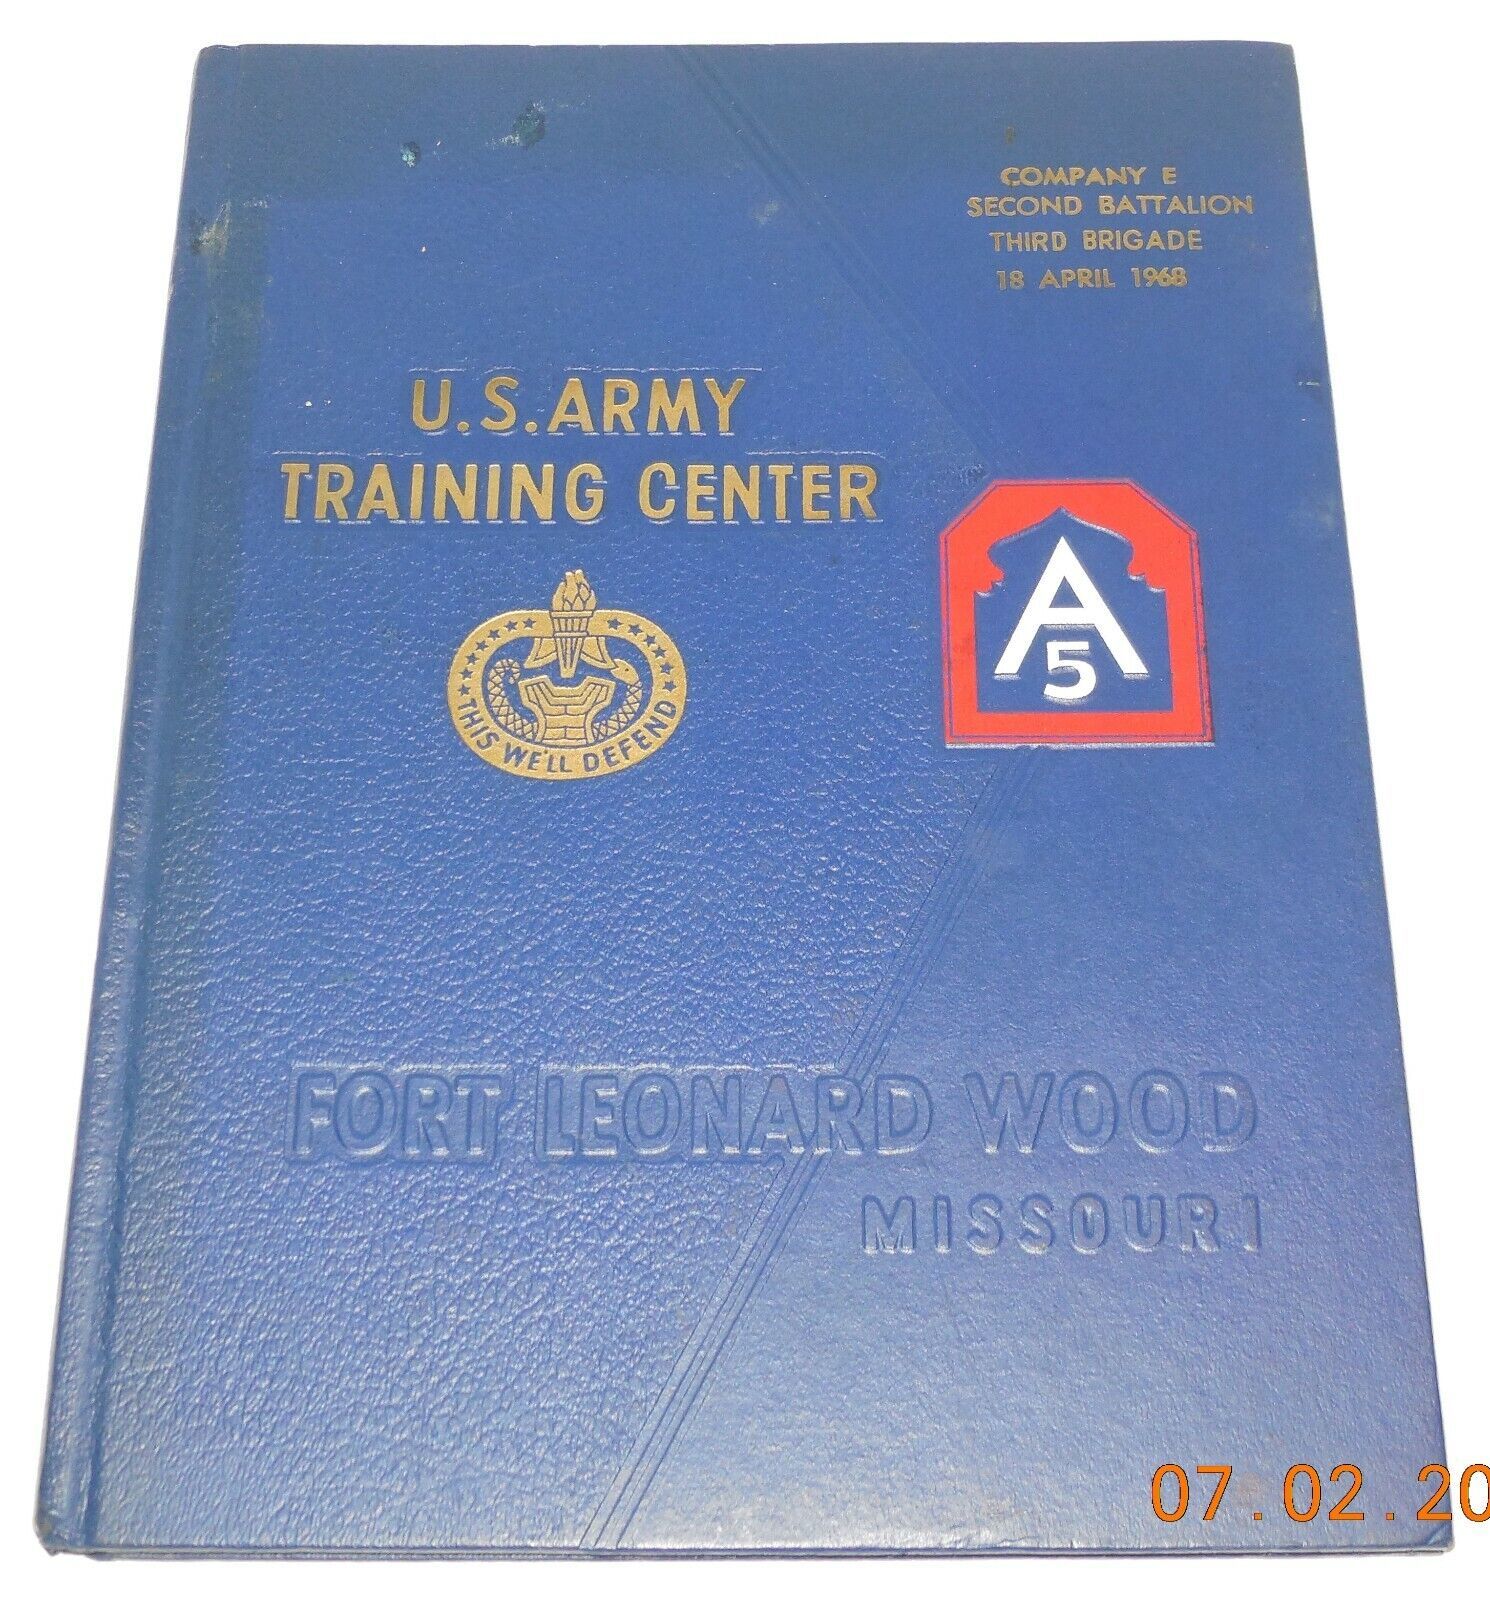 COMPANY E
SECOND BATTALION
THIRD BRIGADE
18 APRIL 1968
U.S. ARMY
TRAINING CENTER
A
5
THIS WE'LL DEFEND
FORT LEONARD WOOD
MISSOURI
07.02.20